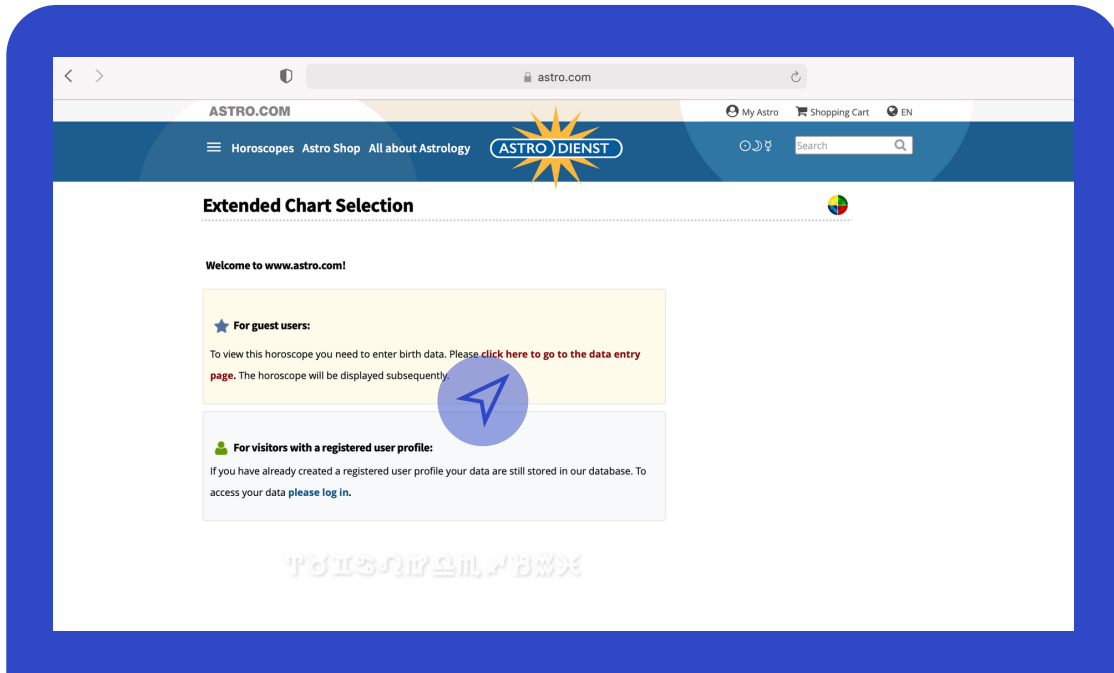 astro.com
ASTRO.COM
My Astro Shopping Cart EN
Horoscopes Astro Shop All about Astrology ASTRO DIENST ☉☽☿ Search
Extended Chart Selection
Welcome to www.astro.com!
For guest users:
To view this horoscope you need to enter birth data. Please click here to go to the data entry
page. The horoscope will be displayed subsequently.
For visitors with a registered user profile:
If you have already created a registered user profile your data are still stored in our database. To
access your data please log in.
♈♉♊♋♌♍♎♏♐♑♒♓